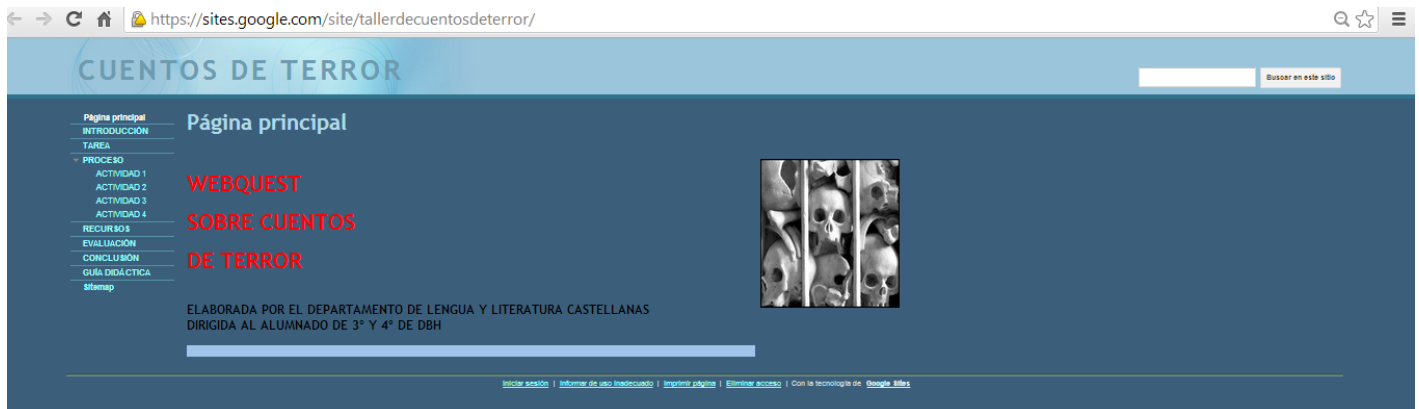 https://sites.google.com/site/tallerdecuentosdeterror/
CUENTOS DE TERROR
Buscar en este sitio
Página principal
INTRODUCCIÓN
TAREA
PROCESO
ACTIVIDAD 1
ACTIVIDAD 2
ACTIVIDAD 3
ACTIVIDAD 4
RECURSOS
EVALUACIÓN
CONCLUSIÓN
GUÍA DIDÁCTICA
Sitemap
Página principal
WEBQUEST
SOBRE CUENTOS
DE TERROR
ELABORADA POR EL DEPARTAMENTO DE LENGUA Y LITERATURA CASTELLANAS
DIRIGIDA AL ALUMNADO DE 3º Y 4º DE DBH
Iniciar sesión | Informar de uso inadecuado | Imprimir página | Eliminar acceso | Con la tecnología de Google Sites